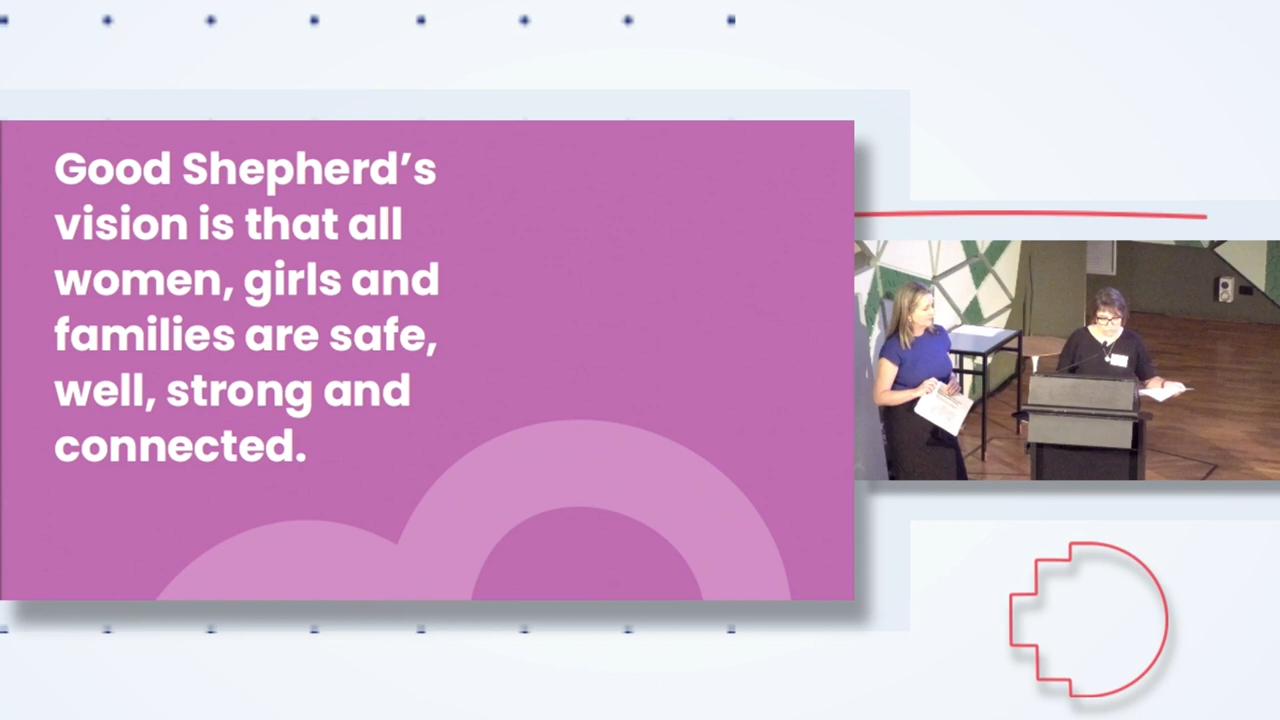 Good Shepherd’s
vision is that all
women, girls and
families are safe,
well, strong and
connected.